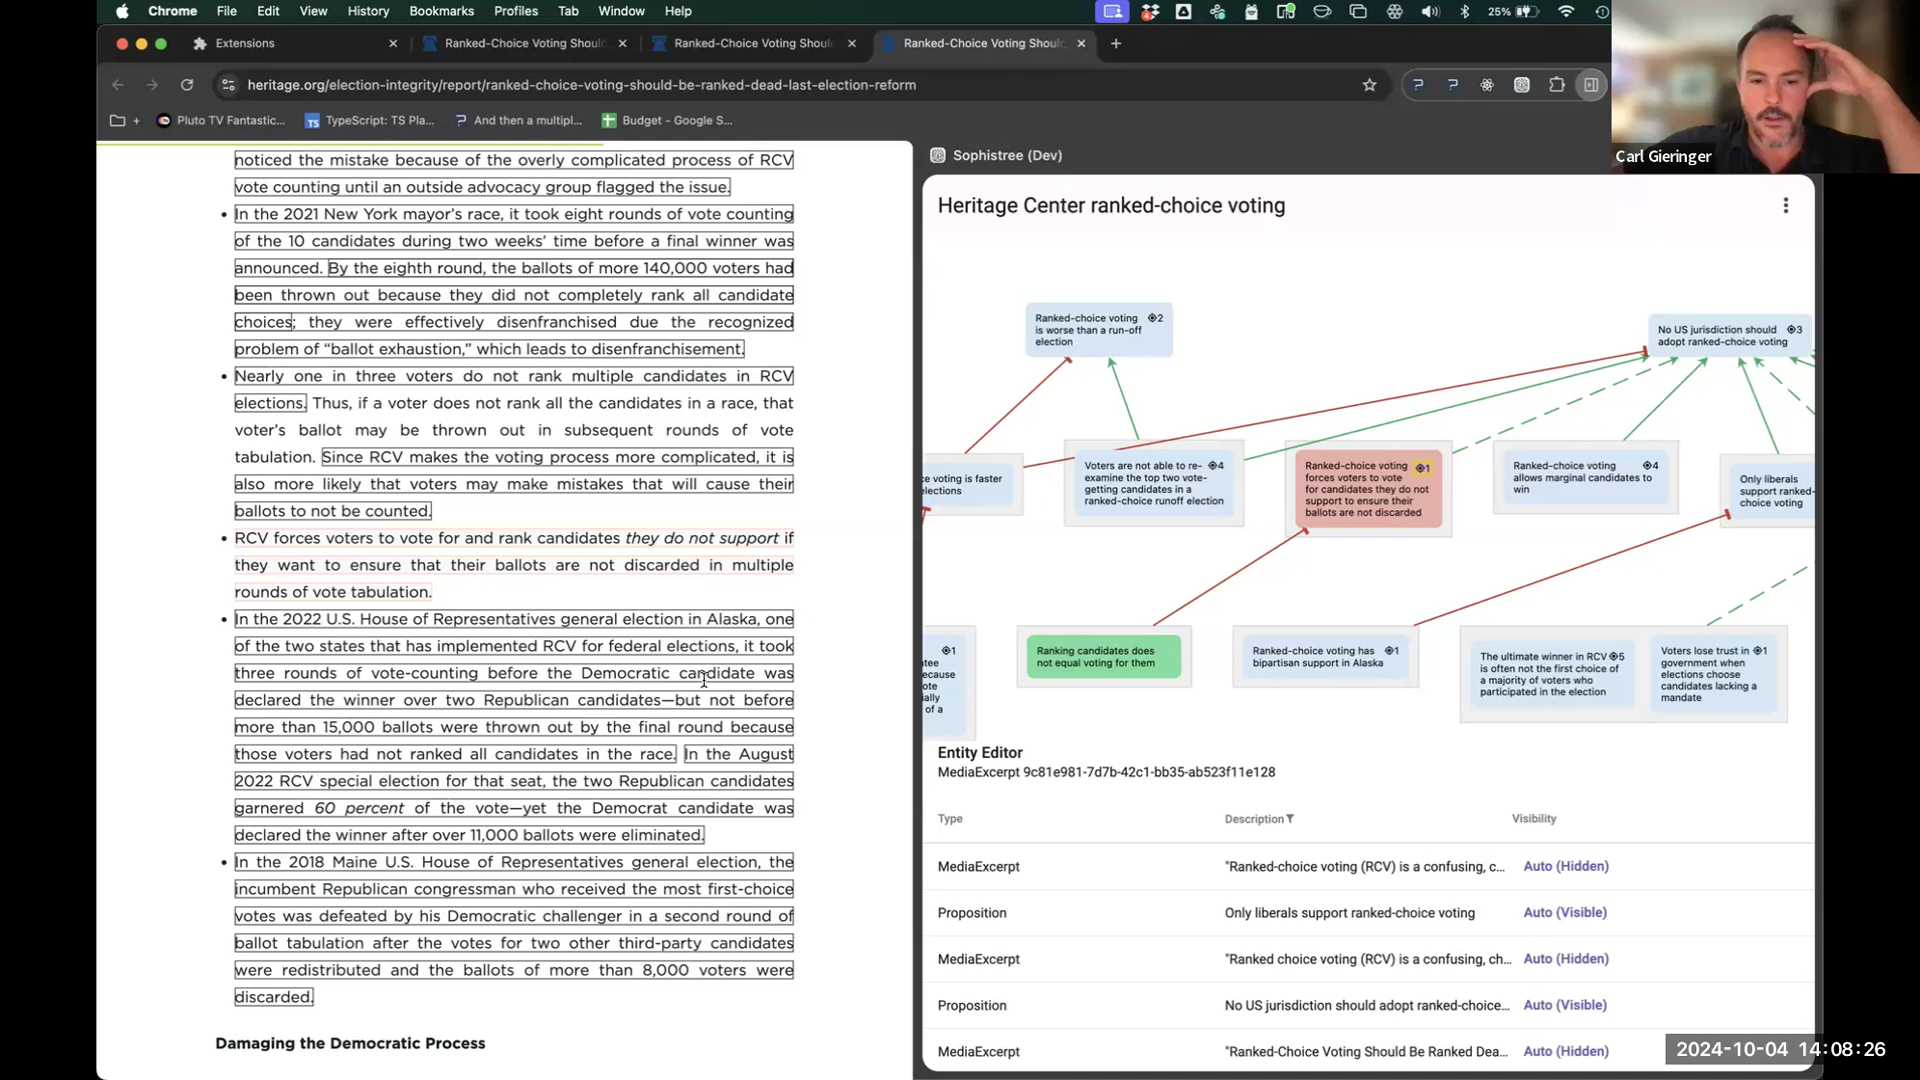 Chrome File Edit View History Bookmarks Profiles Tab Window Help 25%
Extensions Ranked-Choice Voting Shoul Ranked-Choice Voting Shoul Ranked-Choice Voting Shoul
heritage.org/election-integrity/report/ranked-choice-voting-should-be-ranked-dead-last-election-reform
Pluto TV Fantastic... TypeScript: TS Pla... And then a multipl... Budget - Google S...
Carl Gieringer
noticed the mistake because of the overly complicated process of RCV
vote counting until an outside advocacy group flagged the issue.
• In the 2021 New York mayor's race, it took eight rounds of vote counting
of the 10 candidates during two weeks' time before a final winner was
announced. By the eighth round, the ballots of more 140,000 voters had
been thrown out because they did not completely rank all candidate
choices; they were effectively disenfranchised due the recognized
problem of “ballot exhaustion,” which leads to disenfranchisement.
• Nearly one in three voters do not rank multiple candidates in RCV
elections. Thus, if a voter does not rank all the candidates in a race, that
voter's ballot may be thrown out in subsequent rounds of vote
tabulation. Since RCV makes the voting process more complicated, it is
also more likely that voters may make mistakes that will cause their
ballots to not be counted.
• RCV forces voters to vote for and rank candidates they do not support if
they want to ensure that their ballots are not discarded in multiple
rounds of vote tabulation.
• In the 2022 U.S. House of Representatives general election in Alaska, one
of the two states that has implemented RCV for federal elections, it took
three rounds of vote-counting before the Democratic candidate was
declared the winner over two Republican candidates—but not before
more than 15,000 ballots were thrown out by the final round because
those voters had not ranked all candidates in the race. In the August
2022 RCV special election for that seat, the two Republican candidates
garnered 60 percent of the vote—yet the Democrat candidate was
declared the winner after over 11,000 ballots were eliminated.
• In the 2018 Maine U.S. House of Representatives general election, the
incumbent Republican congressman who received the most first-choice
votes was defeated by his Democratic challenger in a second round of
ballot tabulation after the votes for two other third-party candidates
were redistributed and the ballots of more than 8,000 voters were
discarded.
Damaging the Democratic Process
Sophistree (Dev)
Heritage Center ranked-choice voting
Ranked-choice voting 2
is worse than a run-off
election
No US jurisdiction should 3
adopt ranked-choice voting
ce voting is faster
elections
Voters are not able to re- 4
examine the top two vote-
getting candidates in a
ranked-choice runoff election
Ranked-choice voting 1
forces voters to vote
for candidates they do not
support to ensure their
ballots are not discarded
Ranked-choice voting 4
allows marginal candidates to
win
Only liberals
support ranked-
choice voting
1
tee
ecause
ote
ially
of a
Ranking candidates does
not equal voting for them
Ranked-choice voting has 1
bipartisan support in Alaska
The ultimate winner in RCV 5
is often not the first choice of
a majority of voters who
participated in the election
Voters lose trust in 1
government when
elections choose
candidates lacking a
mandate
Entity Editor
MediaExcerpt 9c81e981-7d7b-42c1-bb35-ab523f11e128
Type Description Visibility
MediaExcerpt "Ranked-choice voting (RCV) is a confusing, c... Auto (Hidden)
Proposition Only liberals support ranked-choice voting Auto (Visible)
MediaExcerpt "Ranked choice voting (RCV) is a confusing, ch... Auto (Hidden)
Proposition No US jurisdiction should adopt ranked-choice... Auto (Visible)
MediaExcerpt "Ranked-Choice Voting Should Be Ranked Dea... Auto (Hidden)
2024-10-04 14:08:26